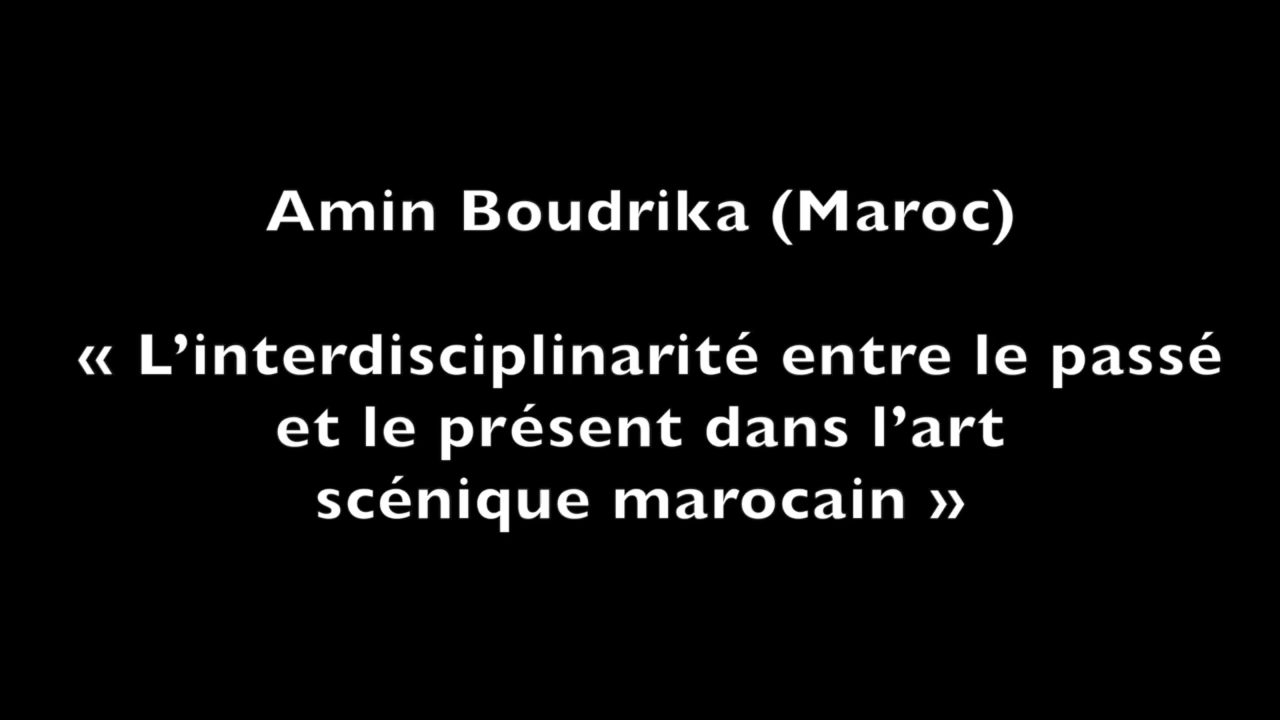 Amin Boudrika (Maroc)
« L’interdisciplinarité entre le passé
et le présent dans l’art
scénique marocain »